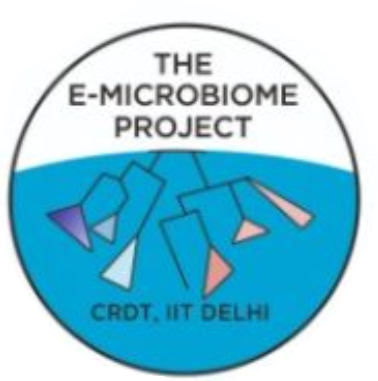 THE
E-MICROBIOME
PROJECT
CRDT, IIT DELHI